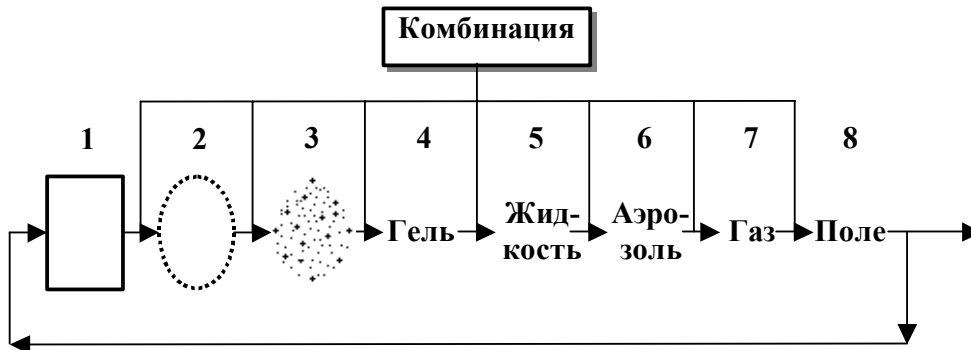 Комбинация
1 2 3 4 5 6 7 8
Гель
Жид-
кость
Аэро-
золь
Газ
Поле